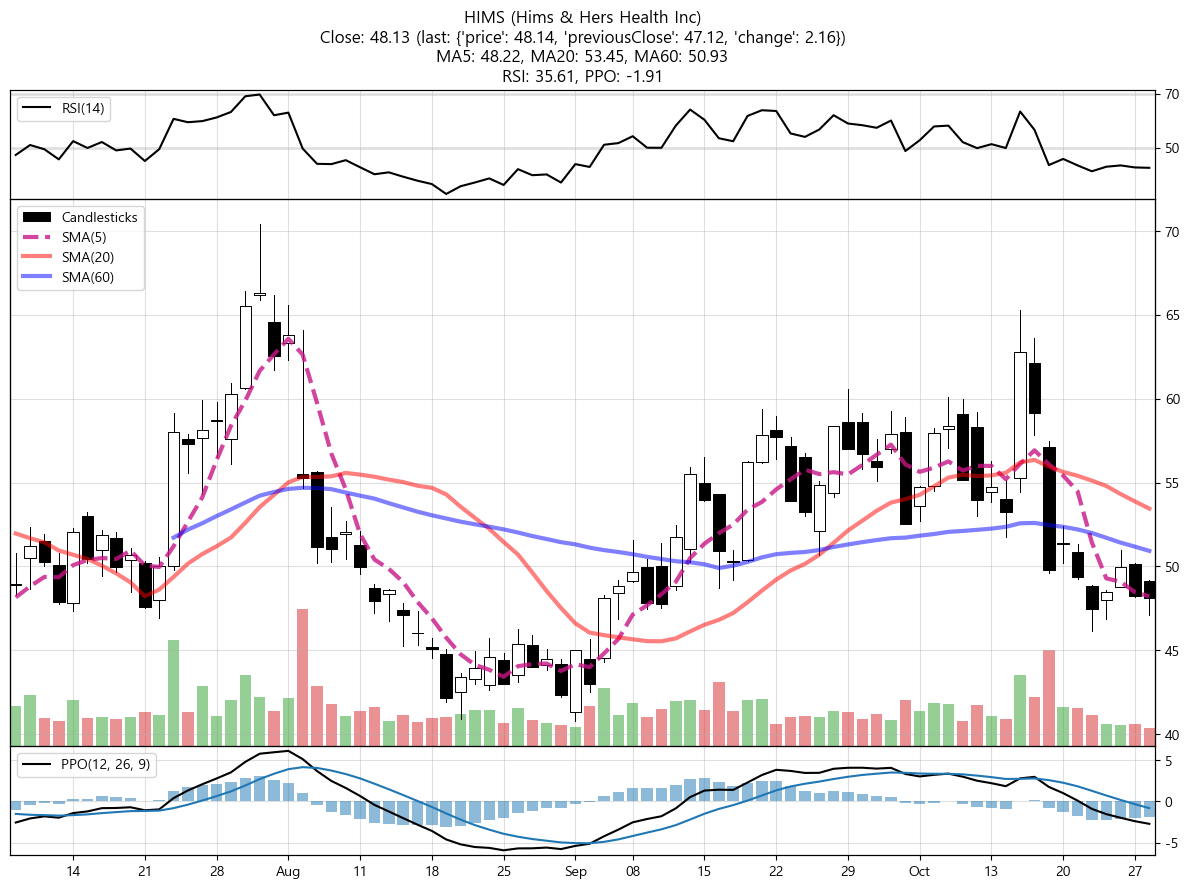 HIMS (Hims & Hers Health Inc)
Close: 48.13 (last: {'price': 48.14, 'previousClose': 47.12, 'change': 2.16})
MA5: 48.22, MA20: 53.45, MA60: 50.93
RSI: 35.61, PPO: -1.91
RSI(14)
70
50
Candlesticks
SMA(5)
SMA(20)
SMA(60)
70
65
60
55
50
45
40
PPO(12, 26, 9)
5
0
-5
14 21 28 Aug 11 18 25 Sep 08 15 22 29 Oct 13 20 27